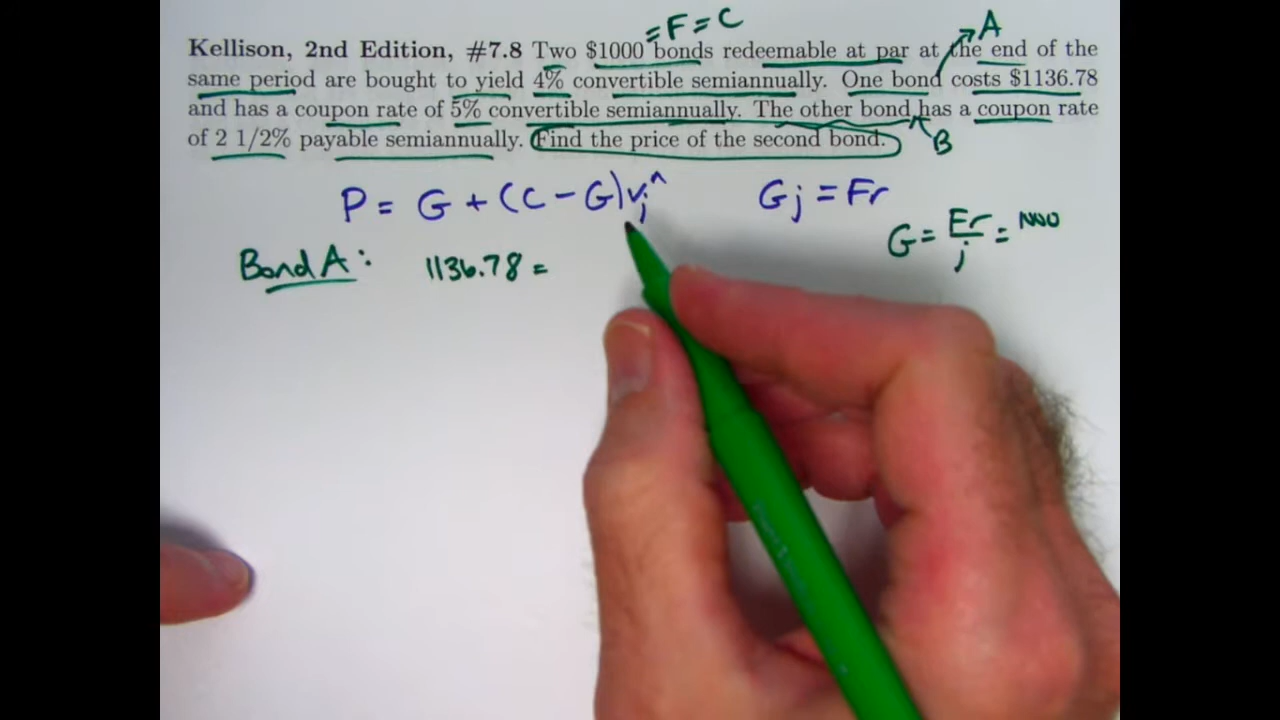 = F = C
A
Kellison, 2nd Edition, #7.8 Two $1000 bonds redeemable at par at the end of the
same period are bought to yield 4% convertible semiannually. One bond costs $1136.78
and has a coupon rate of 5% convertible semiannually. The other bond has a coupon rate
of 2 1/2% payable semiannually. Find the price of the second bond.
B
P = G + (C - G)v_j^n
Gj = Fr
G = Fr/j = 1000
Bond A: 1136.78 =